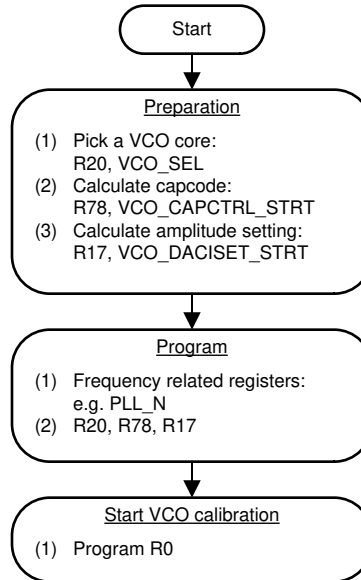 Start
Preparation
(1) Pick a VCO core:
R20, VCO_SEL
(2) Calculate capcode:
R78, VCO_CAPCTRL_STRT
(3) Calculate amplitude setting:
R17, VCO_DACISET_STRT
Program
(1) Frequency related registers:
e.g. PLL_N
(2) R20, R78, R17
Start VCO calibration
(1) Program R0